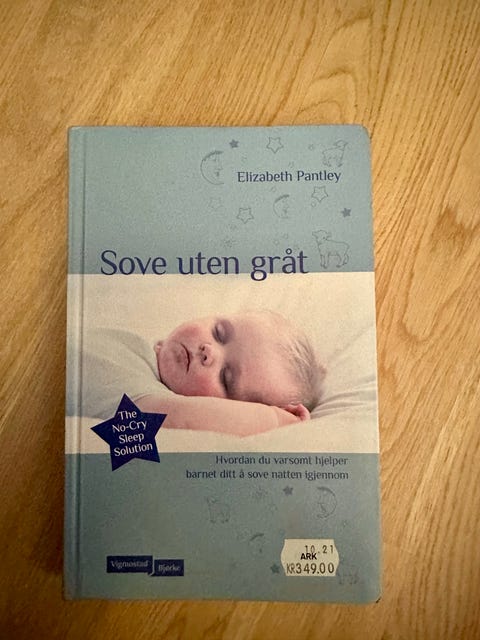 Elizabeth Pantley
Sove uten gråt
The
No-Cry
Sleep
Solution
Hvordan du varsomt hjelper
barnet ditt å sove natten igjennom
Vigmostad Bjørke
10.21
ARK
KR349.00